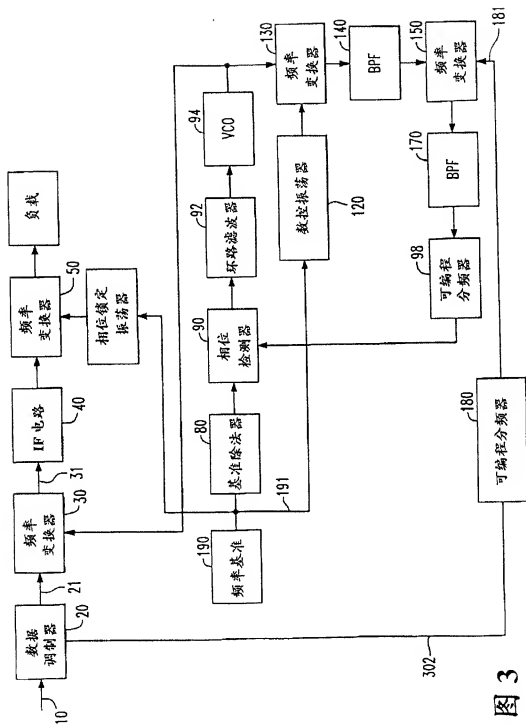 10
数据
调制器
20
21
频率
变换器
30
31
IF电路
40
频率
变换器
50
负载
相位锁定
振荡器
频率基准
190
191
基准除法器
80
相位
检测器
90
环路滤波器
92
VCO
94
频率
变换器
130
数控振荡器
120
BPF
140
频率
变换器
150
181
BPF
170
可编程
分频器
98
可编程分频器
180
302
图 3